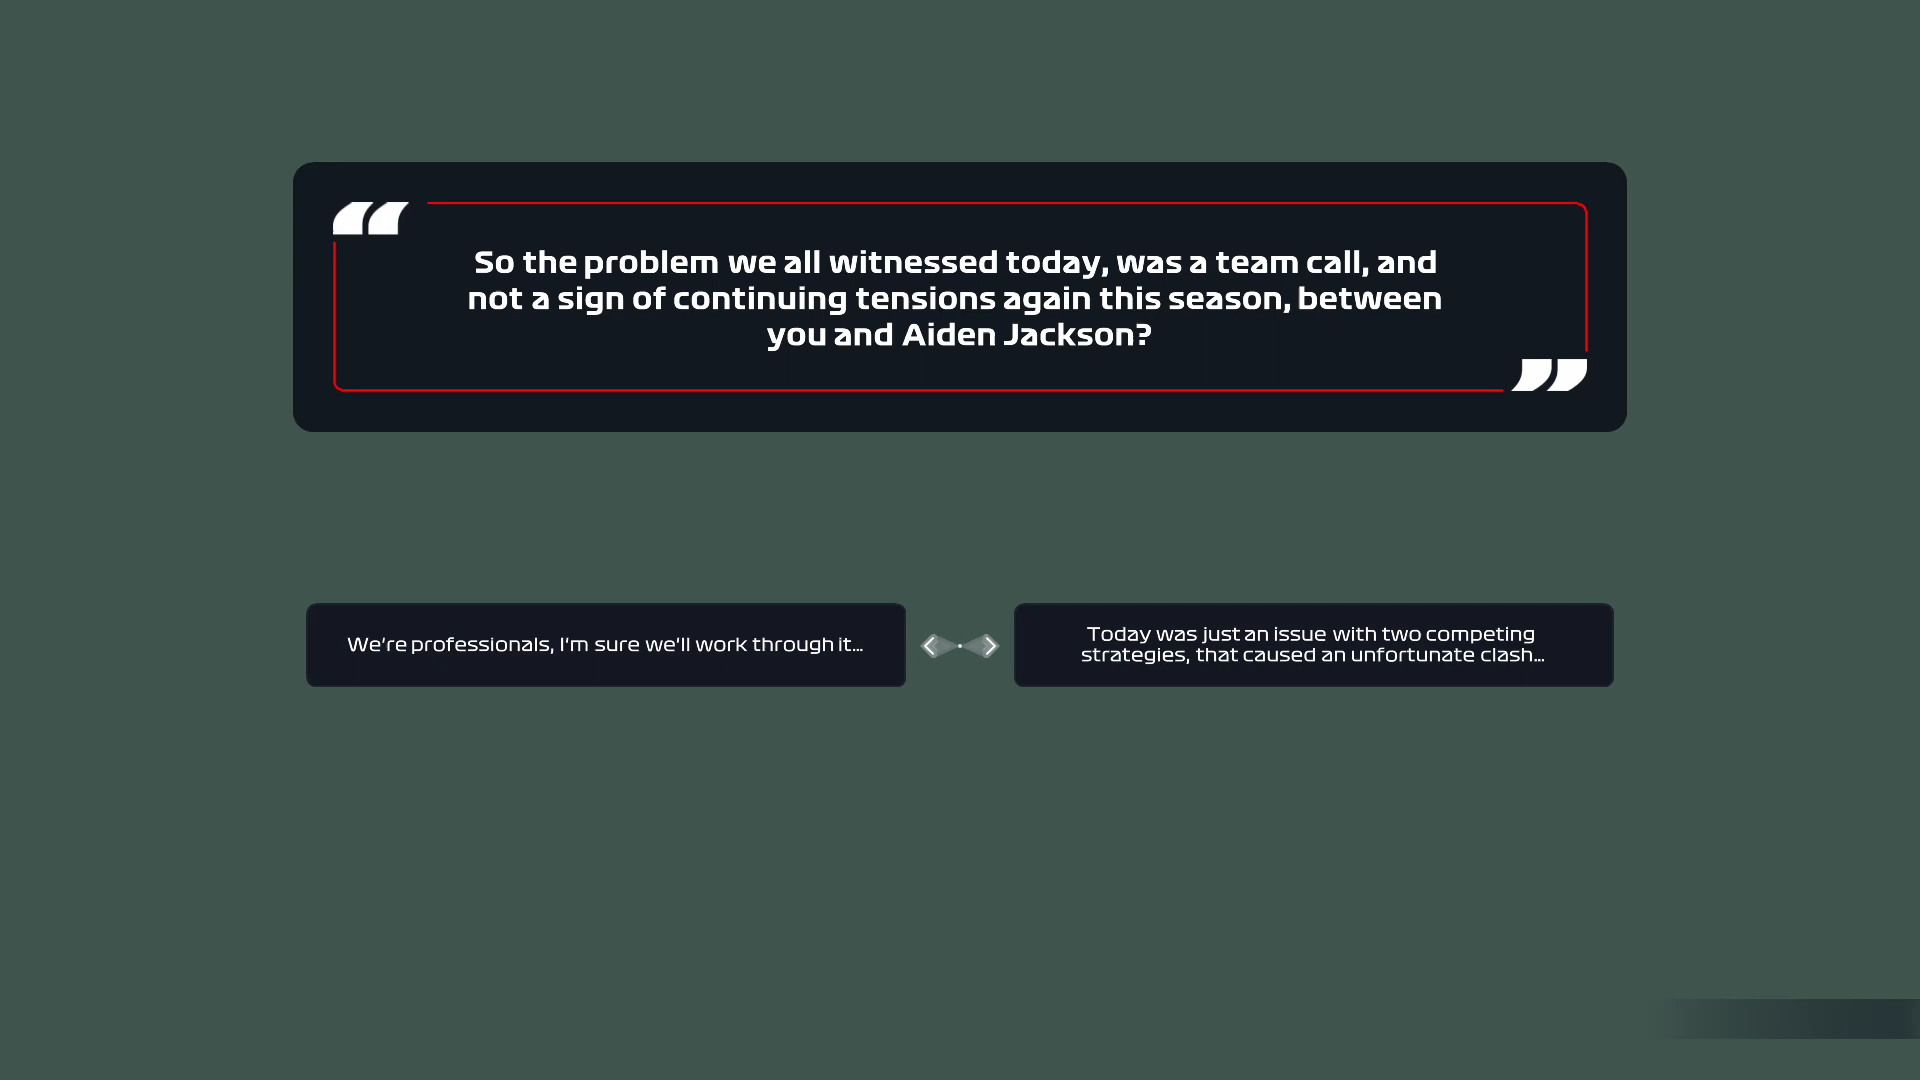 So the problem we all witnessed today, was a team call, and
not a sign of continuing tensions again this season, between
you and Aiden Jackson?
We're professionals, I'm sure we'll work through it...
Today was just an issue with two competing
strategies, that caused an unfortunate clash...